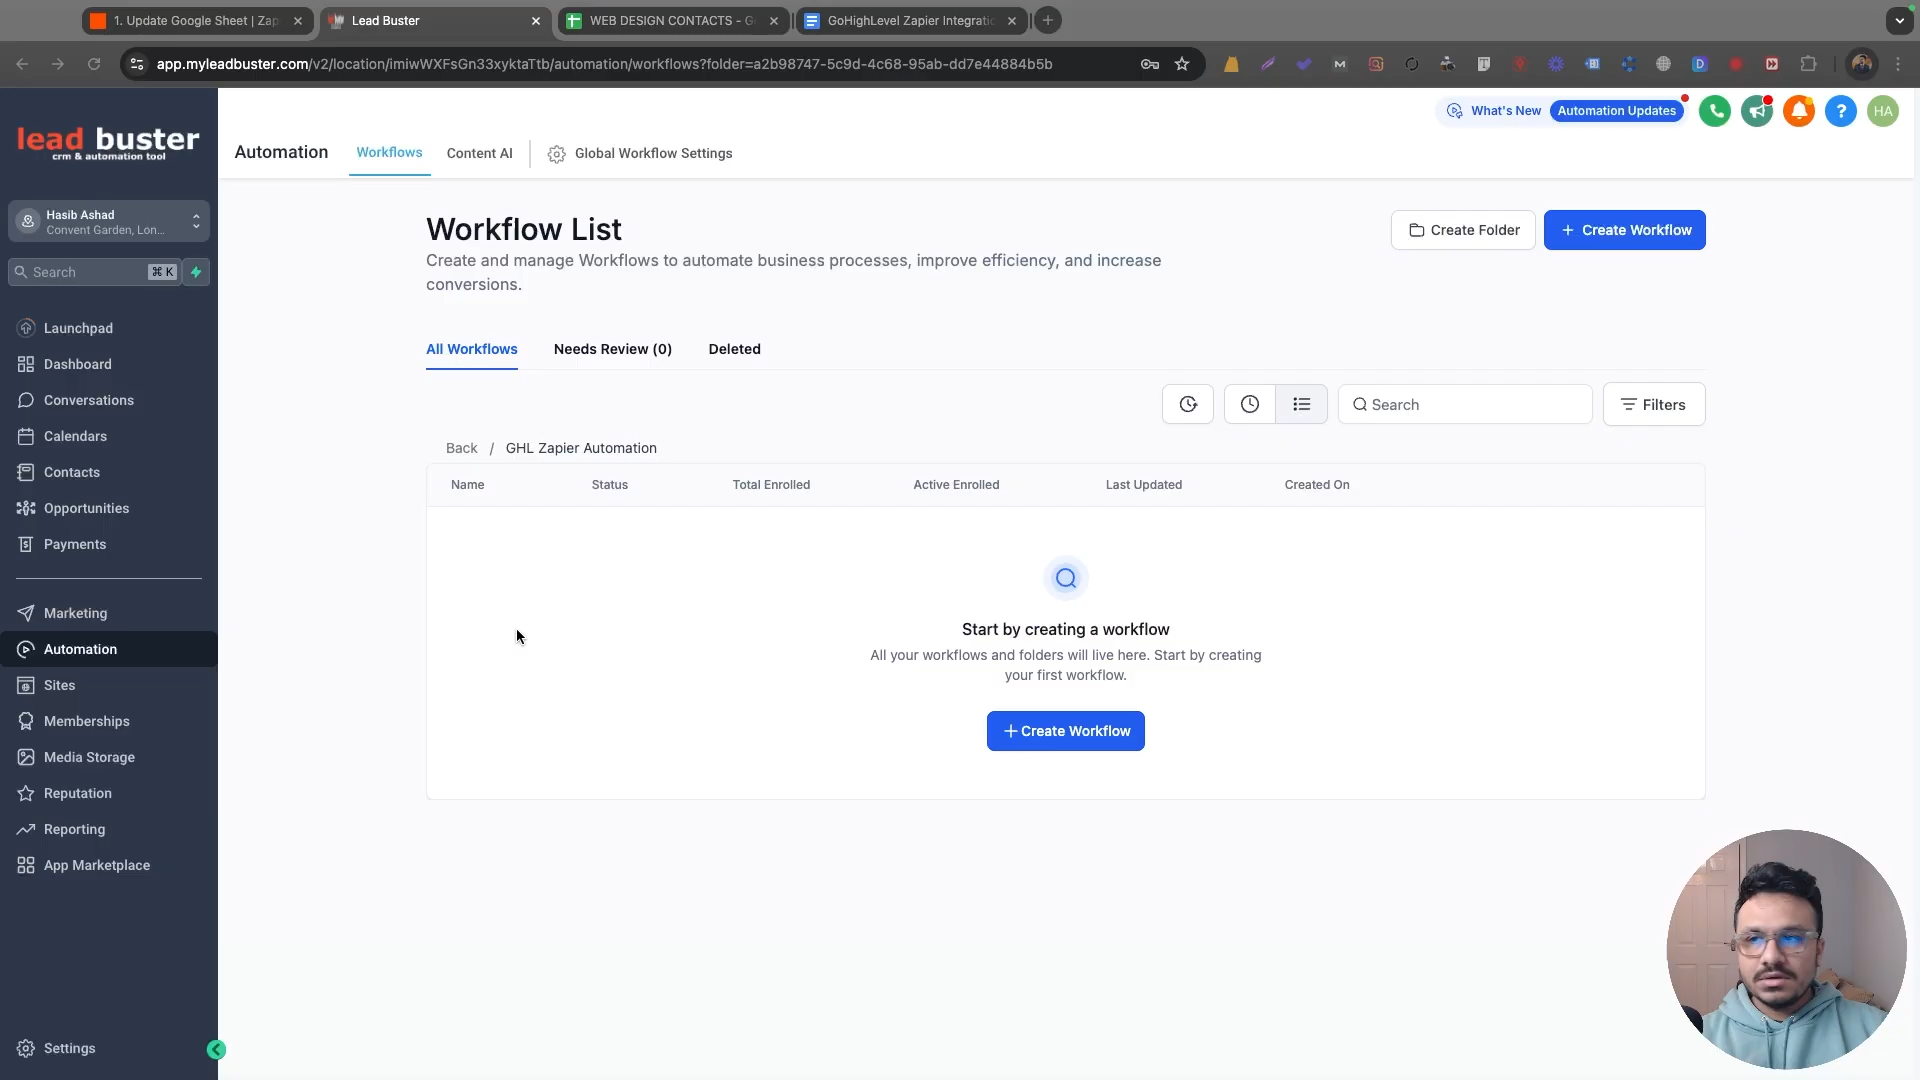 1. Update Google Sheet | Zap
Lead Buster
WEB DESIGN CONTACTS - G
GoHighLevel Zapier Integrati
app.myleadbuster.com/v2/location/imiwWXFsGn33xyktaTtb/automation/workflows?folder=a2b98747-5c9d-4c68-95ab-dd7e44884b5b
What's New
Automation Updates
HA
lead buster
crm & automation tool
Automation
Workflows
Content AI
Global Workflow Settings
Hasib Ashad
Convent Garden, Lon...
Search
⌘ K
Launchpad
Dashboard
Conversations
Calendars
Contacts
Opportunities
Payments
Marketing
Automation
Sites
Memberships
Media Storage
Reputation
Reporting
App Marketplace
Settings
Workflow List
Create and manage Workflows to automate business processes, improve efficiency, and increase
conversions.
Create Folder
+ Create Workflow
All Workflows
Needs Review (0)
Deleted
Search
Filters
Back / GHL Zapier Automation
Name
Status
Total Enrolled
Active Enrolled
Last Updated
Created On
Start by creating a workflow
All your workflows and folders will live here. Start by creating
your first workflow.
+ Create Workflow